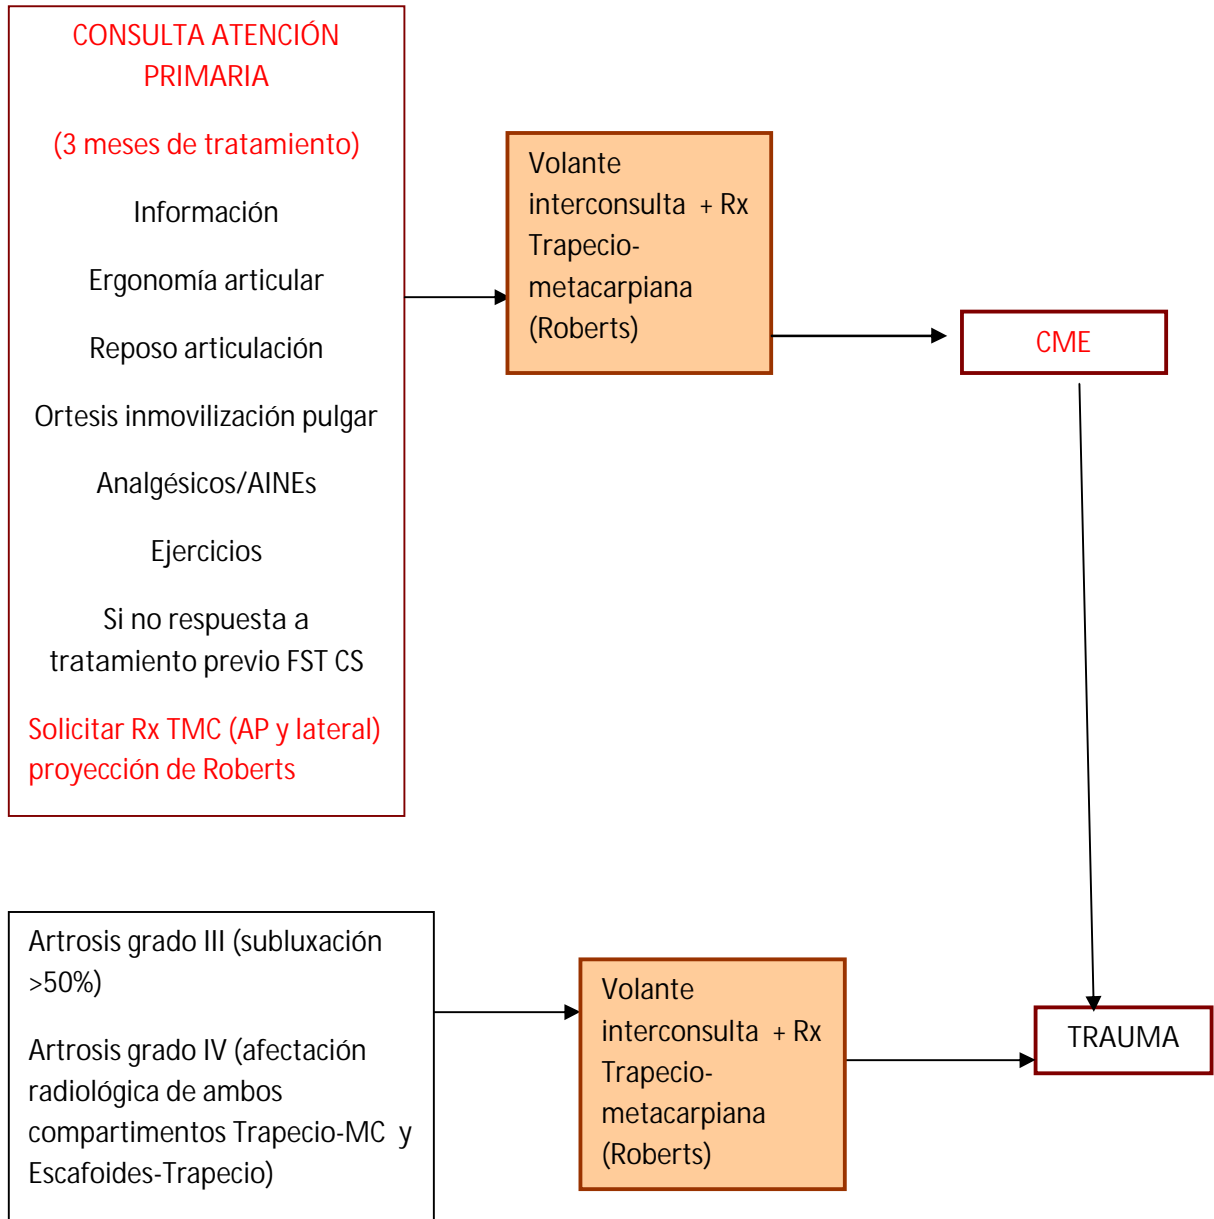 CONSULTA ATENCIÓN
PRIMARIA
(3 meses de tratamiento)
Información
Ergonomía articular
Reposo articulación
Ortesis inmovilización pulgar
Analgésicos/AINEs
Ejercicios
Si no respuesta a
tratamiento previo FST CS
Solicitar Rx TMC (AP y lateral)
proyección de Roberts
Volante
interconsulta + Rx
Trapecio-
metacarpiana
(Roberts)
CME
Artrosis grado III (subluxación
>50%)
Artrosis grado IV (afectación
radiológica de ambos
compartimentos Trapecio-MC y
Escafoides-Trapecio)
Volante
interconsulta + Rx
Trapecio-
metacarpiana
(Roberts)
TRAUMA